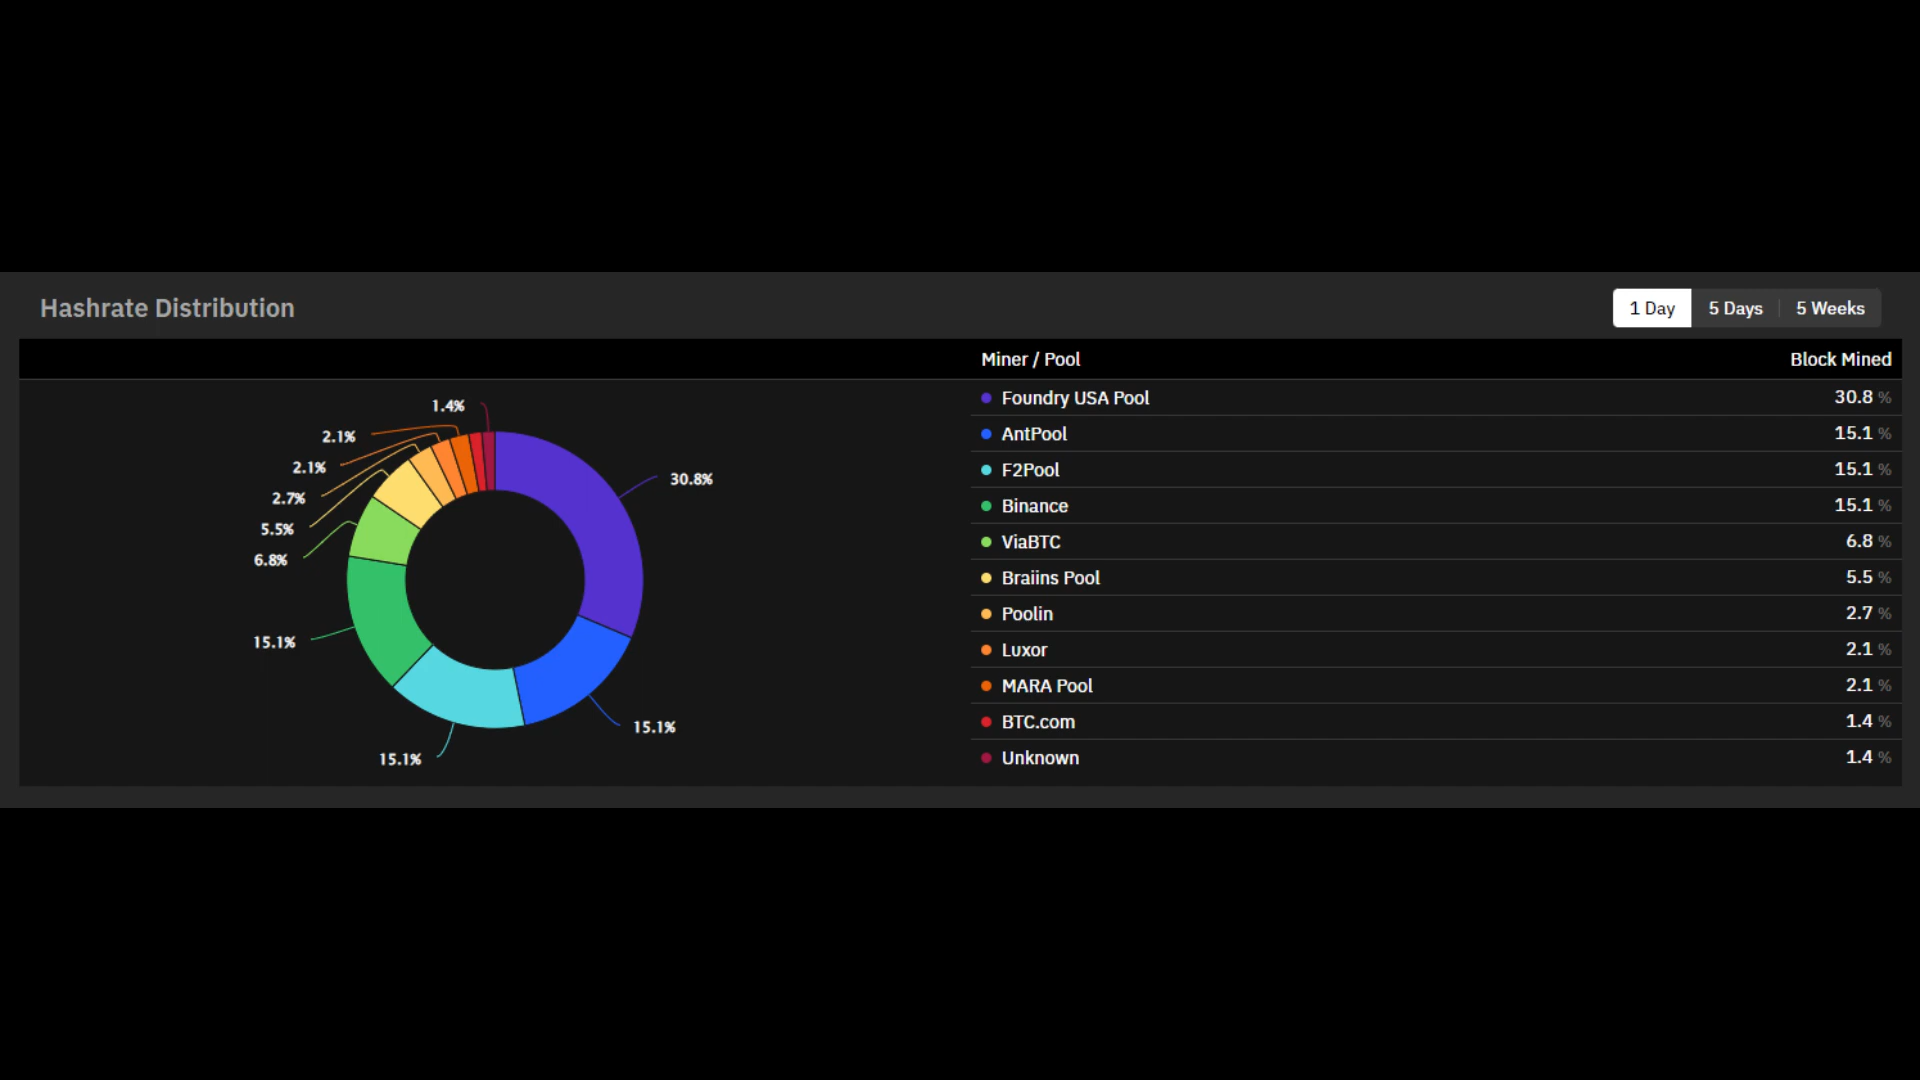 Hashrate Distribution
1 Day 5 Days 5 Weeks
Miner / Pool Block Mined
1.4%
2.1%
2.1%
2.7%
5.5%
6.8%
15.1%
15.1%
15.1%
30.8%
Foundry USA Pool 30.8 %
AntPool 15.1 %
F2Pool 15.1 %
Binance 15.1 %
ViaBTC 6.8 %
Braiins Pool 5.5 %
Poolin 2.7 %
Luxor 2.1 %
MARA Pool 2.1 %
BTC.com 1.4 %
Unknown 1.4 %